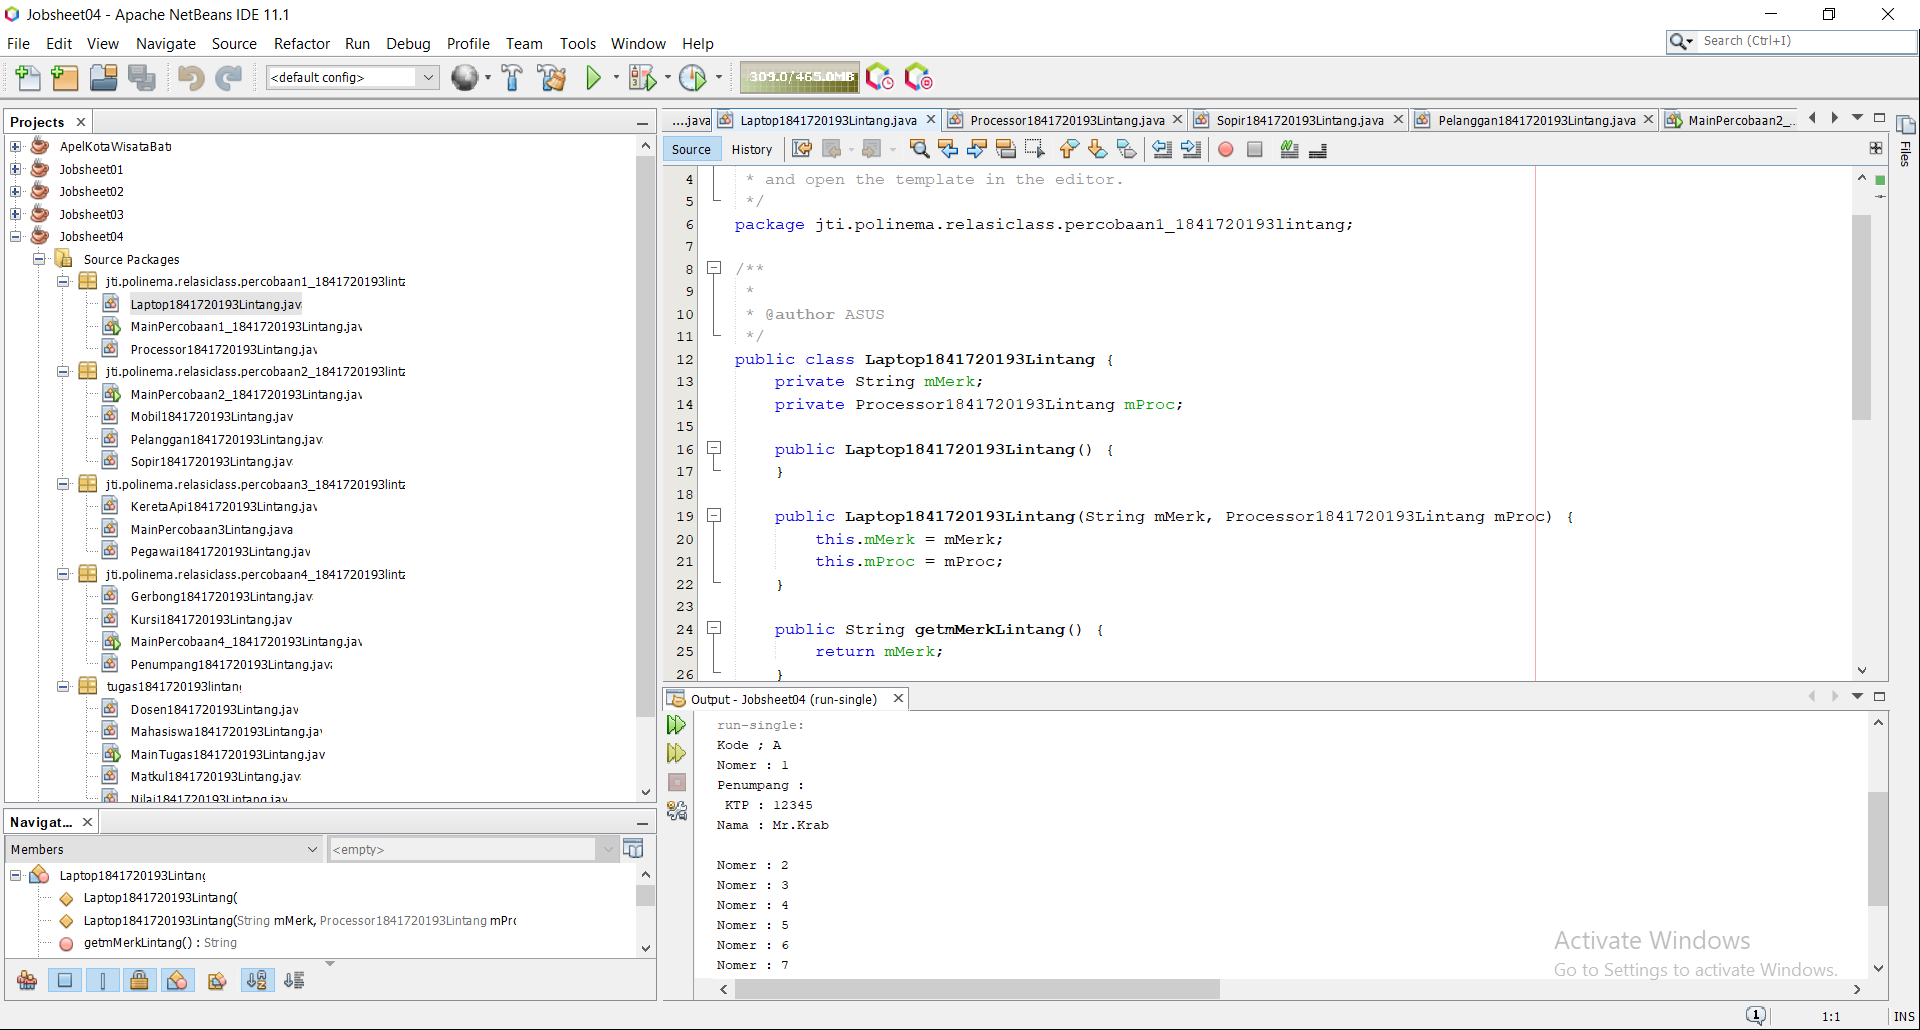 Jobsheet04 - Apache NetBeans IDE 11.1
File Edit View Navigate Source Refactor Run Debug Profile Team Tools Window Help
Search (Ctrl+I)
<default config>
309.0/465.0MB
Projects
ApelKotaWisataBatu
Jobsheet01
Jobsheet02
Jobsheet03
Jobsheet04
Source Packages
jti.polinema.relasiclass.percobaan1_1841720193lint
Laptop1841720193Lintang.jav
MainPercobaan1_1841720193Lintang.jav
Processor1841720193Lintang.jav
jti.polinema.relasiclass.percobaan2_1841720193lint
MainPercobaan2_1841720193Lintang.jav
Mobil1841720193Lintang.jav
Pelanggan1841720193Lintang.jav
Sopir1841720193Lintang.jav
jti.polinema.relasiclass.percobaan3_1841720193lint
KeretaApi1841720193Lintang.jav
MainPercobaan3Lintang.java
Pegawai1841720193Lintang.jav
jti.polinema.relasiclass.percobaan4_1841720193lint
Gerbong1841720193Lintang.jav
Kursi1841720193Lintang.jav
MainPercobaan4_1841720193Lintang.jav
Penumpang1841720193Lintang.jav
tugas1841720193lintang
Dosen1841720193Lintang.jav
Mahasiswa1841720193Lintang.jav
MainTugas1841720193Lintang.jav
Matkul1841720193Lintang.jav
Nilai1841720193Lintang.jav
Navigat...
Members
<empty>
Laptop1841720193Lintang
Laptop1841720193Lintang(
Laptop1841720193Lintang(String mMerk, Processor1841720193Lintang mPro
getmMerkLintang() : String
....java Laptop1841720193Lintang.java Processor1841720193Lintang.java Sopir1841720193Lintang.java Pelanggan1841720193Lintang.java MainPercobaan2_...
Source History
Files
4 * and open the template in the editor.
5 */
6 package jti.polinema.relasiclass.percobaan1_1841720193lintang;
7
8 /**
9 *
10 * @author ASUS
11 */
12 public class Laptop1841720193Lintang {
13 private String mMerk;
14 private Processor1841720193Lintang mProc;
15
16 public Laptop1841720193Lintang() {
17 }
18
19 public Laptop1841720193Lintang(String mMerk, Processor1841720193Lintang mProc) {
20 this.mMerk = mMerk;
21 this.mProc = mProc;
22 }
23
24 public String getmMerkLintang() {
25 return mMerk;
26 }
Output - Jobsheet04 (run-single)
run-single:
Kode ; A
Nomer : 1
Penumpang :
KTP : 12345
Nama : Mr.Krab
Nomer : 2
Nomer : 3
Nomer : 4
Nomer : 5
Nomer : 6
Nomer : 7
Activate Windows
Go to Settings to activate Windows.
1
1:1
INS